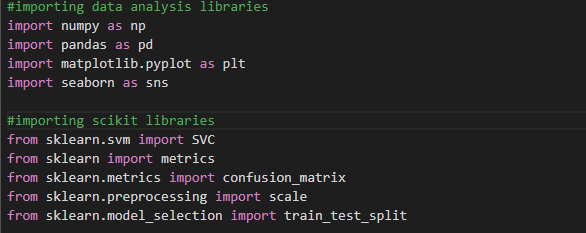 #importing data analysis libraries
import numpy as np
import pandas as pd
import matplotlib.pyplot as plt
import seaborn as sns
#importing scikit libraries
from sklearn.svm import SVC
from sklearn import metrics
from sklearn.metrics import confusion_matrix
from sklearn.preprocessing import scale
from sklearn.model_selection import train_test_split